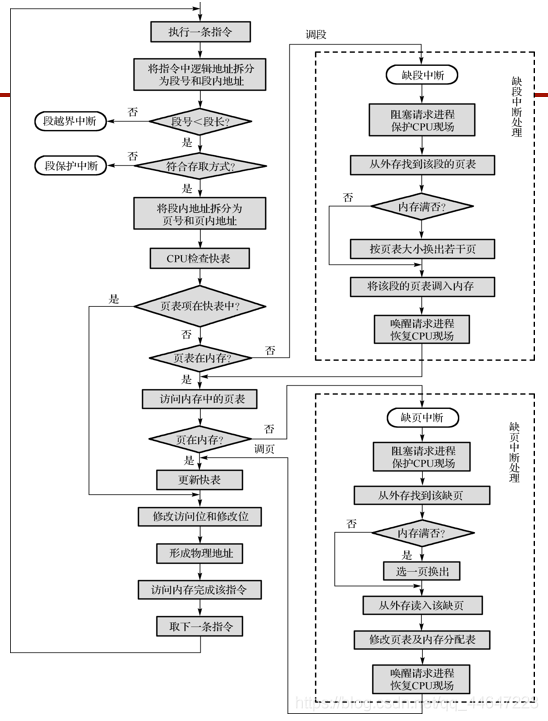 执行一条指令
将指令中逻辑地址拆分
为段号和段内地址
段号＜段长?
否
段越界中断
是
符合存取方式?
否
段保护中断
是
将段内地址拆分为
页号和页内地址
CPU检查快表
页表项在快表中?
是
否
页表在内存?
否
是
访问内存中的页表
页在内存?
否
调页
是
更新快表
修改访问位和修改位
形成物理地址
访问内存完成该指令
取下一条指令
调段
缺段中断
缺段中断处理
阻塞请求进程
保护CPU现场
从外存找到该段的页表
内存满否?
否
按页表大小换出若干页
将该段的页表调入内存
唤醒请求进程
恢复CPU现场
缺页中断
缺页中断处理
阻塞请求进程
保护CPU现场
从外存找到该缺页
内存满否?
否
是
选一页换出
从外存读入该缺页
修改页表及内存分配表
唤醒请求进程
恢复CPU现场